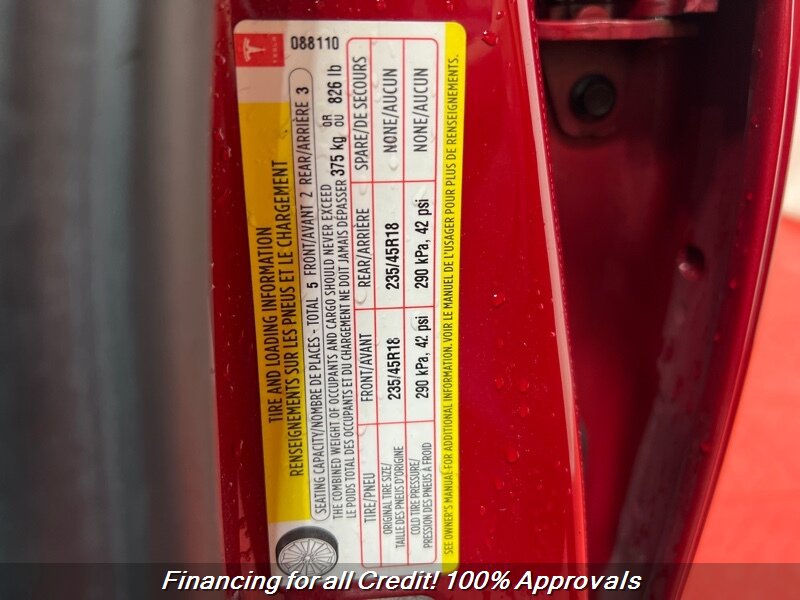 TESLA
088110
TIRE AND LOADING INFORMATION
RENSEIGNEMENTS SUR LES PNEUS ET LE CHARGEMENT
SEATING CAPACITY/NOMBRE DE PLACES - TOTAL 5 FRONT/AVANT 2 REAR/ARRIÈRE 3
THE COMBINED WEIGHT OF OCCUPANTS AND CARGO SHOULD NEVER EXCEED
LE POIDS TOTAL DES OCCUPANTS ET DU CHARGEMENT NE DOIT JAMAIS DÉPASSER 375 kg OR OU 826 lb
TIRE/PNEU FRONT/AVANT REAR/ARRIÈRE SPARE/DE SECOURS
ORIGINAL TIRE SIZE/
TAILLE DES PNEUS D'ORIGINE 235/45R18 235/45R18 NONE/AUCUN
COLD TIRE PRESSURE/
PRESSION DES PNEUS À FROID 290 kPa, 42 psi 290 kPa, 42 psi NONE/AUCUN
SEE OWNER'S MANUAL FOR ADDITIONAL INFORMATION. VOIR LE MANUEL DE L'USAGER POUR PLUS DE RENSEIGNEMENTS.
Financing for all Credit! 100% Approvals